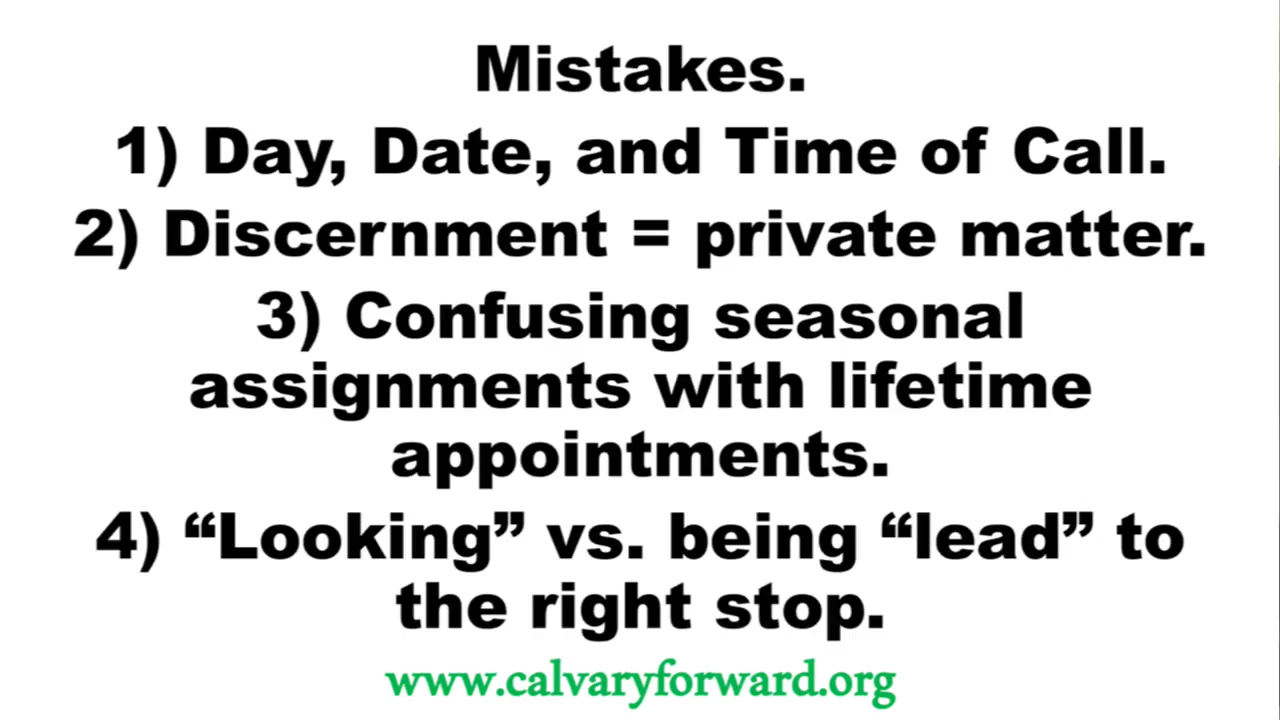 Mistakes.
1) Day, Date, and Time of Call.
2) Discernment = private matter.
3) Confusing seasonal
assignments with lifetime
appointments.
4) “Looking” vs. being “lead” to
the right stop.
www.calvaryforward.org